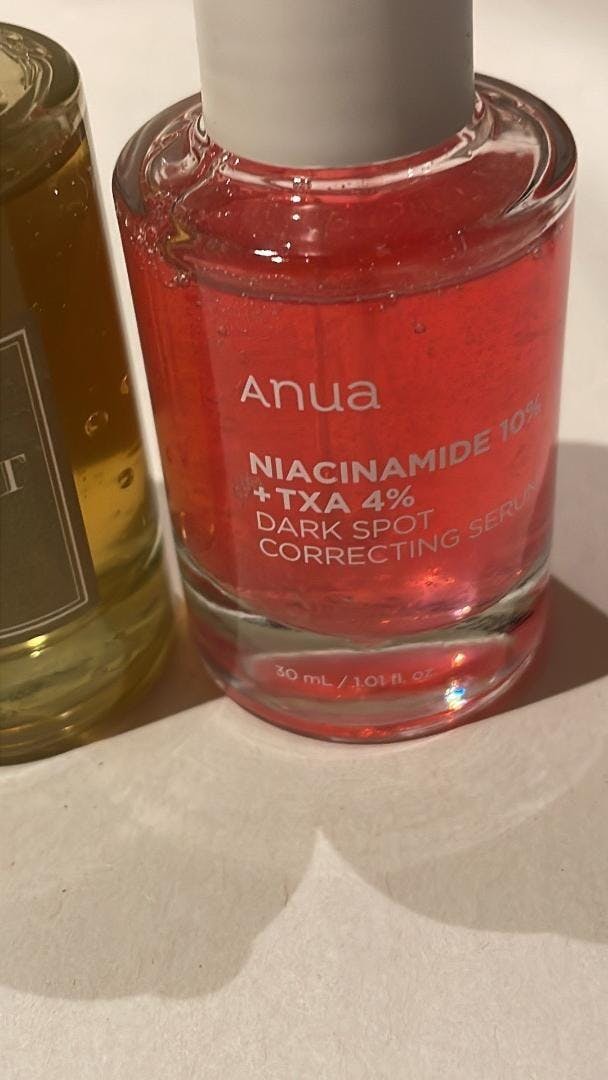 T
Anua
NIACINAMIDE 10%
+TXA 4%
DARK SPOT
CORRECTING SERUM
30 mL / 1.01 fl. oz